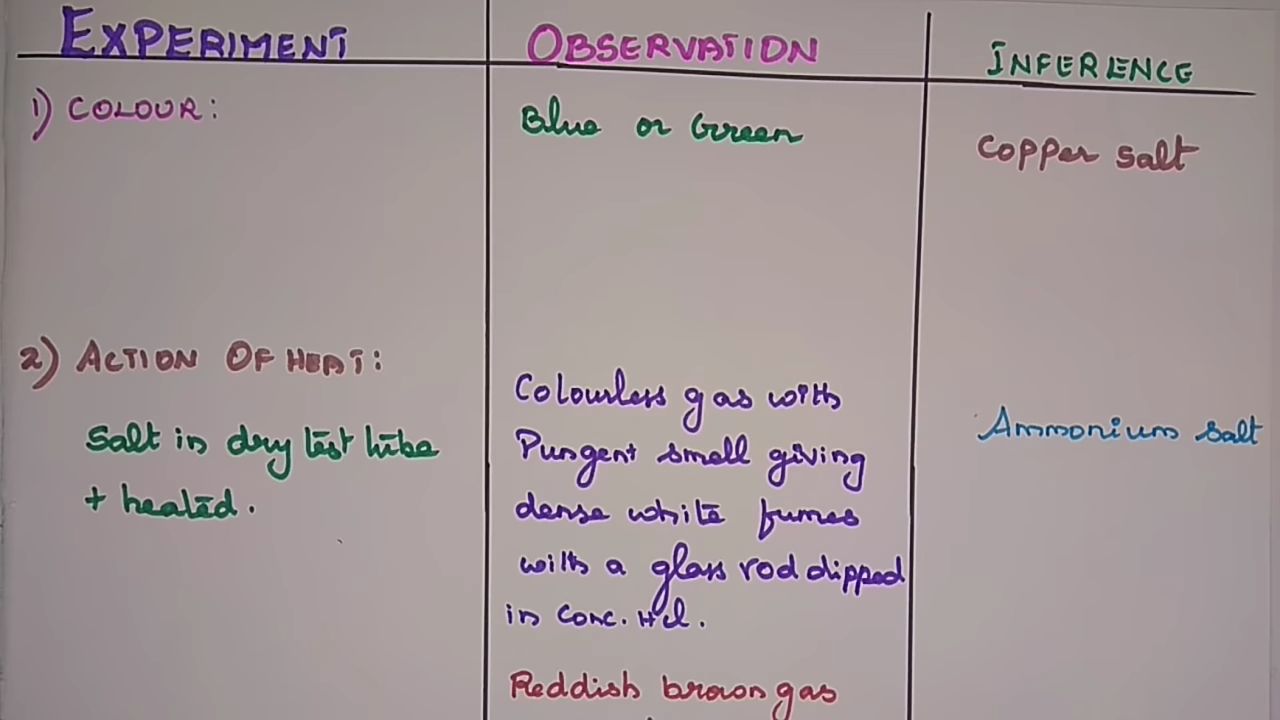 EXPERIMENT OBSERVATION INFERENCE
1) COLOUR: Blue or Green Copper salt
2) ACTION OF HEAT:
Salt in dry test tube
+ heated.
Colourless gas with
Pungent smell giving
dense white fumes
with a glass rod dipped
in conc. Hcl.
Ammonium salt
Reddish brown gas